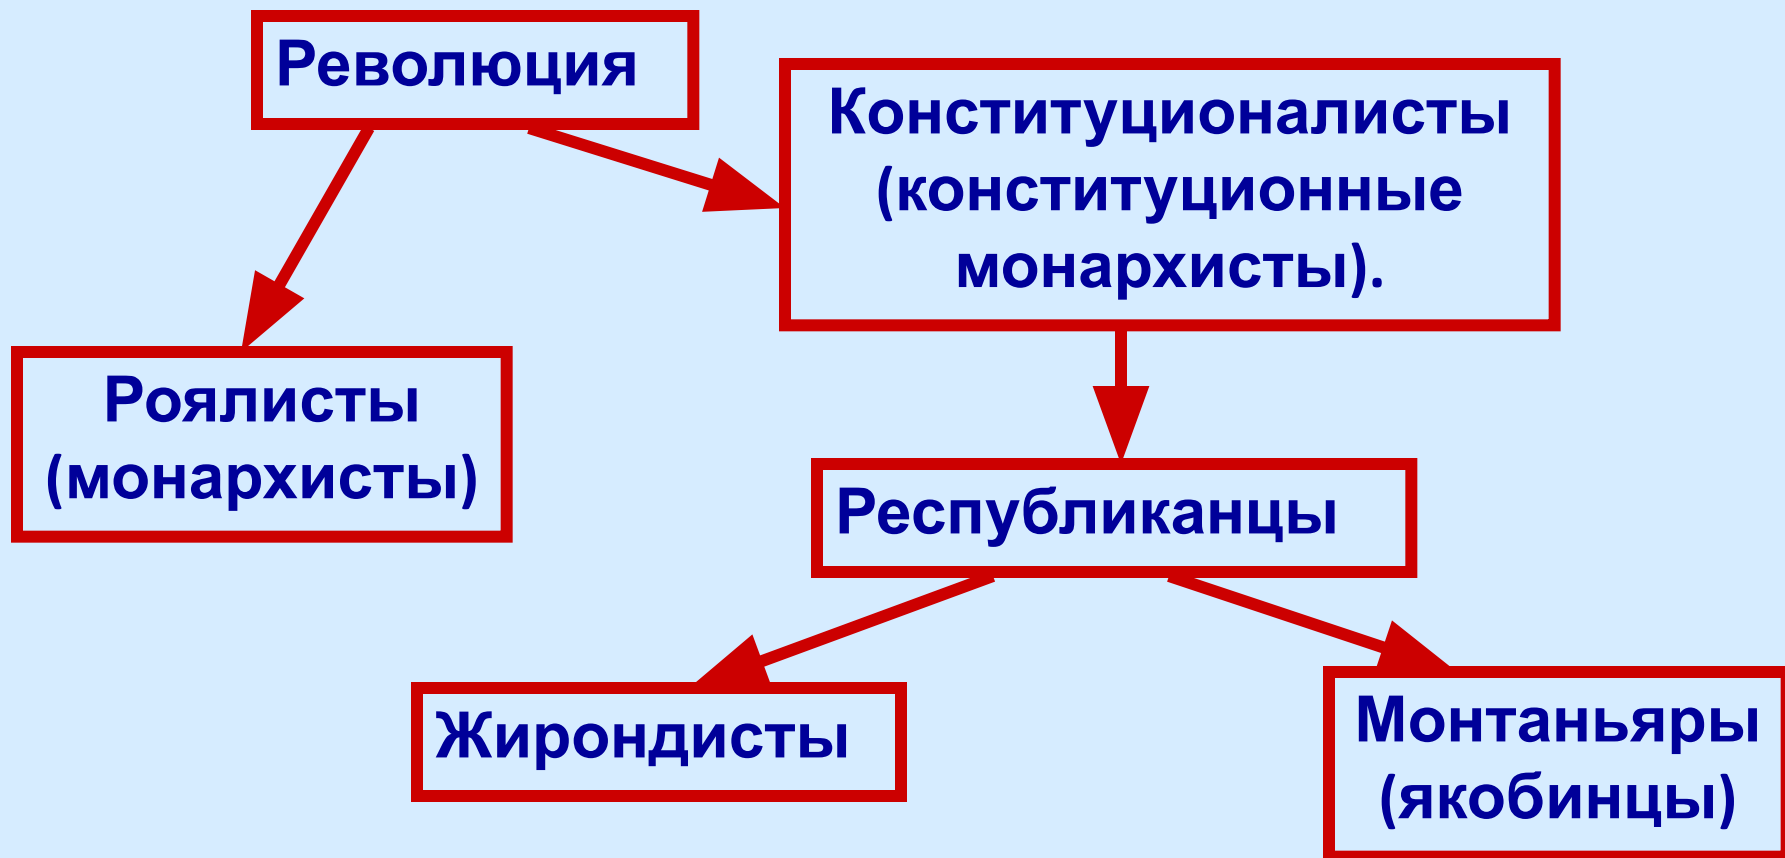 Революция
Конституционалисты
(конституционные
монархисты).
Роялисты
(монархисты)
Республиканцы
Жирондисты
Монтаньяры
(якобинцы)